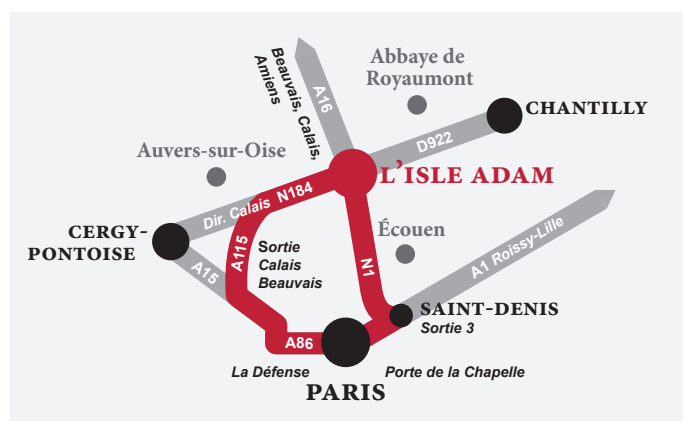 Beauvais, Calais,
Amiens
A16
Abbaye de
Royaumont
CHANTILLY
D922
Auvers-sur-Oise
L'ISLE ADAM
Dir. Calais N184
CERGY-
PONTOISE
A15
A115
Sortie
Calais
Beauvais
N1
Écouen
A1 Roissy-Lille
SAINT-DENIS
Sortie 3
A86
La Défense
Porte de la Chapelle
PARIS